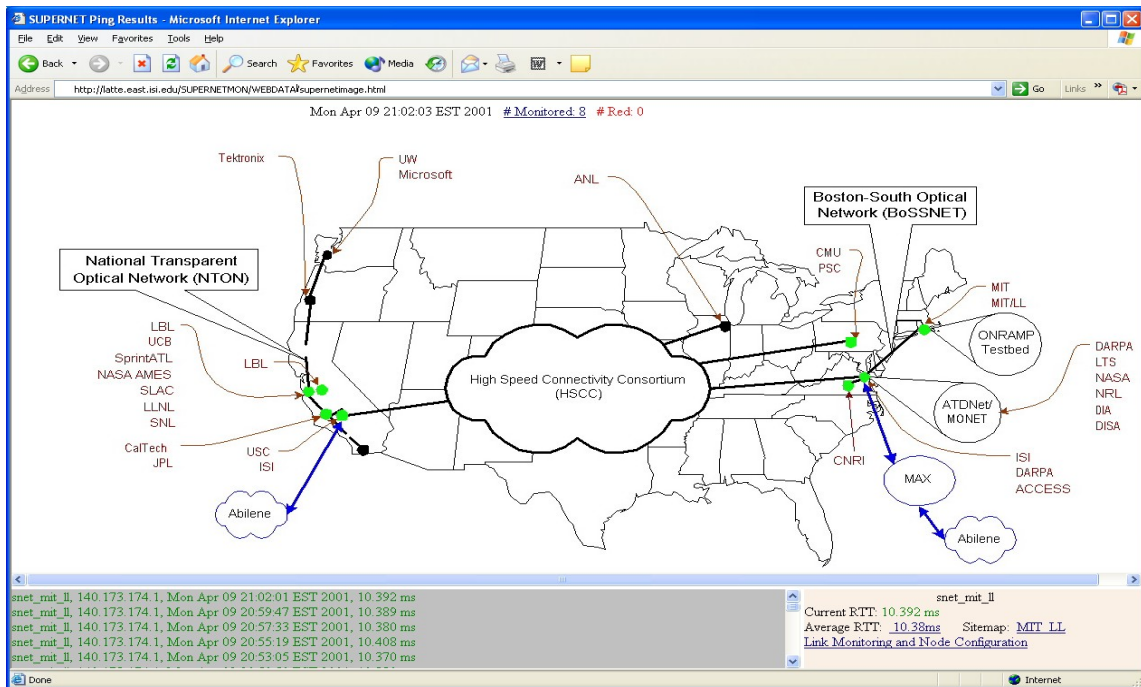 SUPERNET Ping Results - Microsoft Internet Explorer
File Edit View Favorites Tools Help
Back Search Favorites Media
Address http://latte.east.isi.edu/SUPERNETMON/WEBDATA/supernetimage.html Go Links »
Mon Apr 09 21:02:03 EST 2001 # Monitored: 8 # Red: 0
Tektronix
UW
Microsoft
ANL
Boston-South Optical
Network (BoSSNET)
National Transparent
Optical Network (NTON)
CMU
PSC
MIT
MIT/LL
ONRAMP
Testbed
LBL
UCB
SprintATL
NASA AMES
SLAC
LLNL
SNL
LBL
High Speed Connectivity Consortium
(HSCC)
DARPA
LTS
NASA
NRL
DIA
DISA
ATDNet/
MONET
CalTech
JPL
USC
ISI
CNRI
ISI
DARPA
ACCESS
MAX
Abilene
Abilene
snet_mit_ll, 140.173.174.1, Mon Apr 09 21:02:01 EST 2001, 10.392 ms
snet_mit_ll, 140.173.174.1, Mon Apr 09 20:59:47 EST 2001, 10.389 ms
snet_mit_ll, 140.173.174.1, Mon Apr 09 20:57:33 EST 2001, 10.380 ms
snet_mit_ll, 140.173.174.1, Mon Apr 09 20:55:19 EST 2001, 10.408 ms
snet_mit_ll, 140.173.174.1, Mon Apr 09 20:53:05 EST 2001, 10.370 ms
snet_mit_ll
Current RTT: 10.392 ms
Average RTT: 10.38ms Sitemap: MIT_LL
Link Monitoring and Node Configuration
Done Internet